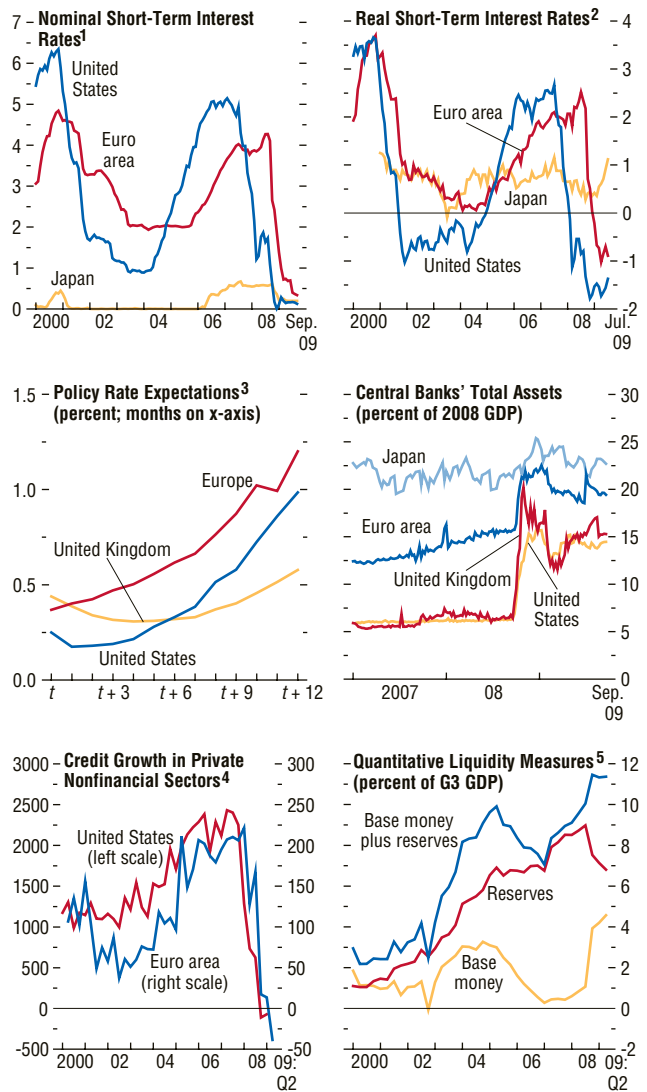 Nominal Short-Term Interest
Rates1
7
6
5
4
3
2
1
0
United
States
Euro
area
Japan
2000 02 04 06 08 Sep.
09
Real Short-Term Interest Rates2
4
3
2
1
0
-1
-2
Euro area
Japan
United States
2000 02 04 06 08 Jul.
09
Policy Rate Expectations3
(percent; months on x-axis)
1.5
1.0
0.5
0.0
Europe
United Kingdom
United States
t t + 3 t + 6 t + 9 t + 12
Central Banks' Total Assets
(percent of 2008 GDP)
30
25
20
15
10
5
0
Japan
Euro area
United Kingdom
United
States
2007 08 Sep.
09
Credit Growth in Private
Nonfinancial Sectors4
3000 300
2500 250
2000 200
1500 150
1000 100
500 50
0 0
-500 -50
United States
(left scale)
Euro area
(right scale)
2000 02 04 06 08 09:
Q2
Quantitative Liquidity Measures5
(percent of G3 GDP)
12
10
8
6
4
2
0
-2
Base money
plus reserves
Reserves
Base
money
2000 02 04 06 08 09:
Q2